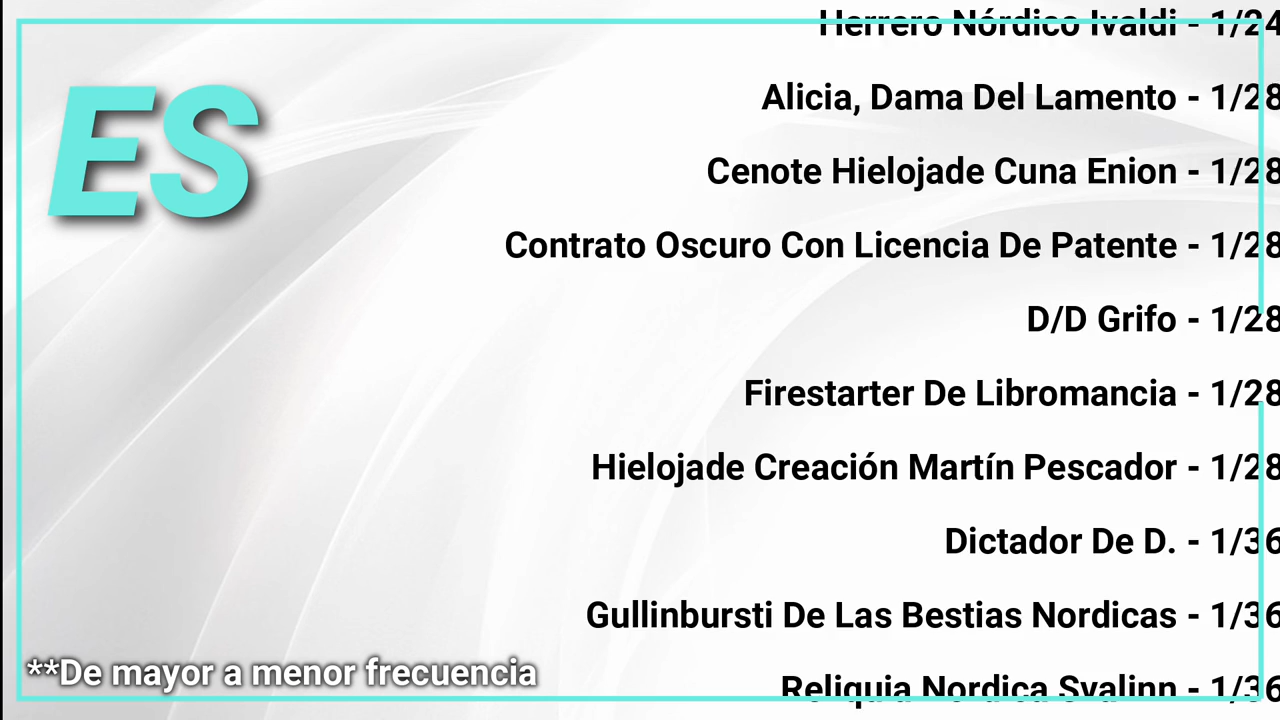 Herrero Nórdico Ivaldi - 1/24
ES
Alicia, Dama Del Lamento - 1/28
Cenote Hielojade Cuna Enion - 1/28
Contrato Oscuro Con Licencia De Patente - 1/28
D/D Grifo - 1/28
Firestarter De Libromancia - 1/28
Hielojade Creación Martín Pescador - 1/28
Dictador De D. - 1/36
Gullinbursti De Las Bestias Nordicas - 1/36
**De mayor a menor frecuencia
Reliquia Nordica Svalinn - 1/36